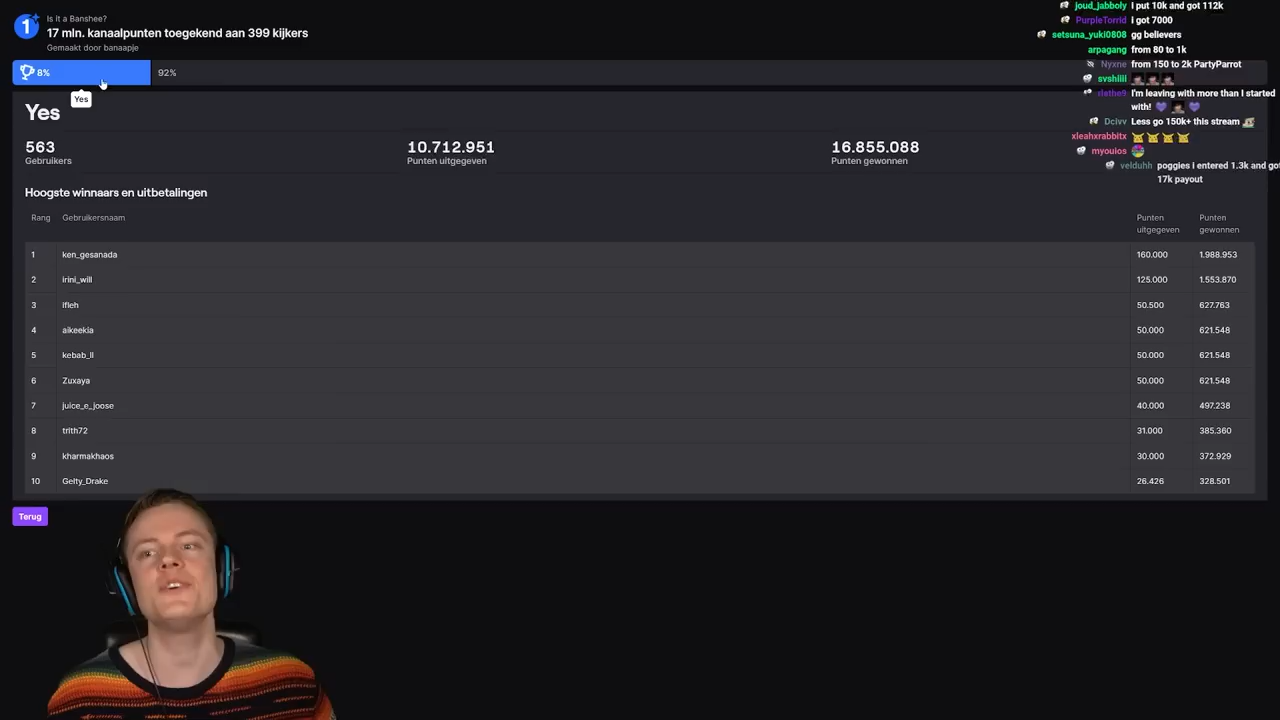 1
Is it a Banshee?
17 mln. kanaalpunten toegekend aan 399 kijkers
Gemaakt door banaapje
8%
92%
Yes
Yes
563
Gebruikers
10.712.951
Punten uitgegeven
16.855.088
Punten gewonnen
Hoogste winnaars en uitbetalingen
Rang Gebruikersnaam Punten uitgegeven Punten gewonnen
1 ken_gesanada 160.000 1.988.953
2 irini_will 125.000 1.553.870
3 ifleh 50.500 627.763
4 aikeekia 50.000 621.548
5 kebab_ll 50.000 621.548
6 Zuxaya 50.000 621.548
7 juice_e_joose 40.000 497.238
8 trith72 31.000 385.360
9 kharmakhaos 30.000 372.929
10 Gelty_Drake 26.426 328.501
Terug
joud_jabboly I put 10k and got 112k
PurpleTorrid i got 7000
setsuna_yuki0808 gg believers
arpagang from 80 to 1k
Nyxne from 150 to 2k PartyParrot
svshiiii
I'm leaving with more than I started
with!
Dcivv Less go 150k+ this stream
xleahxrabbitx
myouios
velduhh poggies i entered 1.3k and got
17k payout